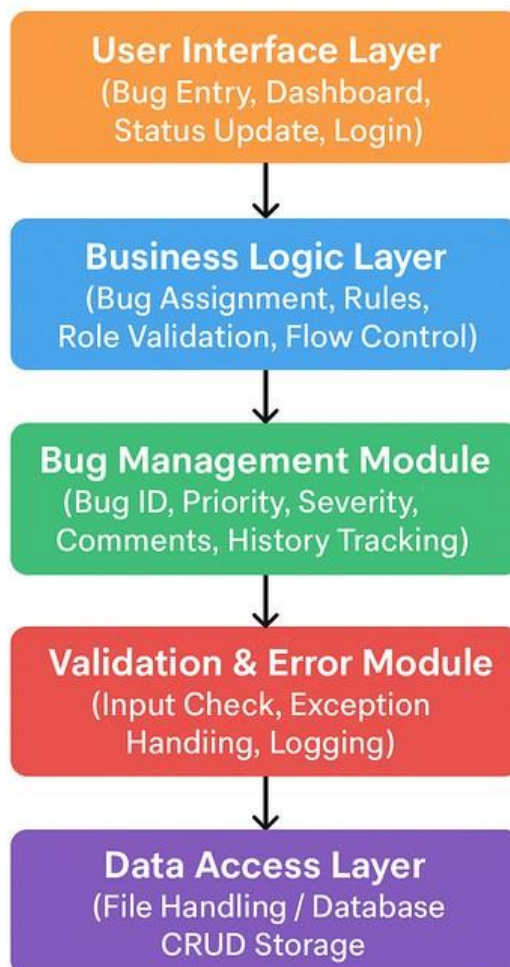 User Interface Layer
(Bug Entry, Dashboard,
Status Update, Login)
Business Logic Layer
(Bug Assignment, Rules,
Role Validation, Flow Control)
Bug Management Module
(Bug ID, Priority, Severity,
Comments, History Tracking)
Validation & Error Module
(Input Check, Exception
Handiing, Logging)
Data Access Layer
(File Handling / Database
CRUD Storage